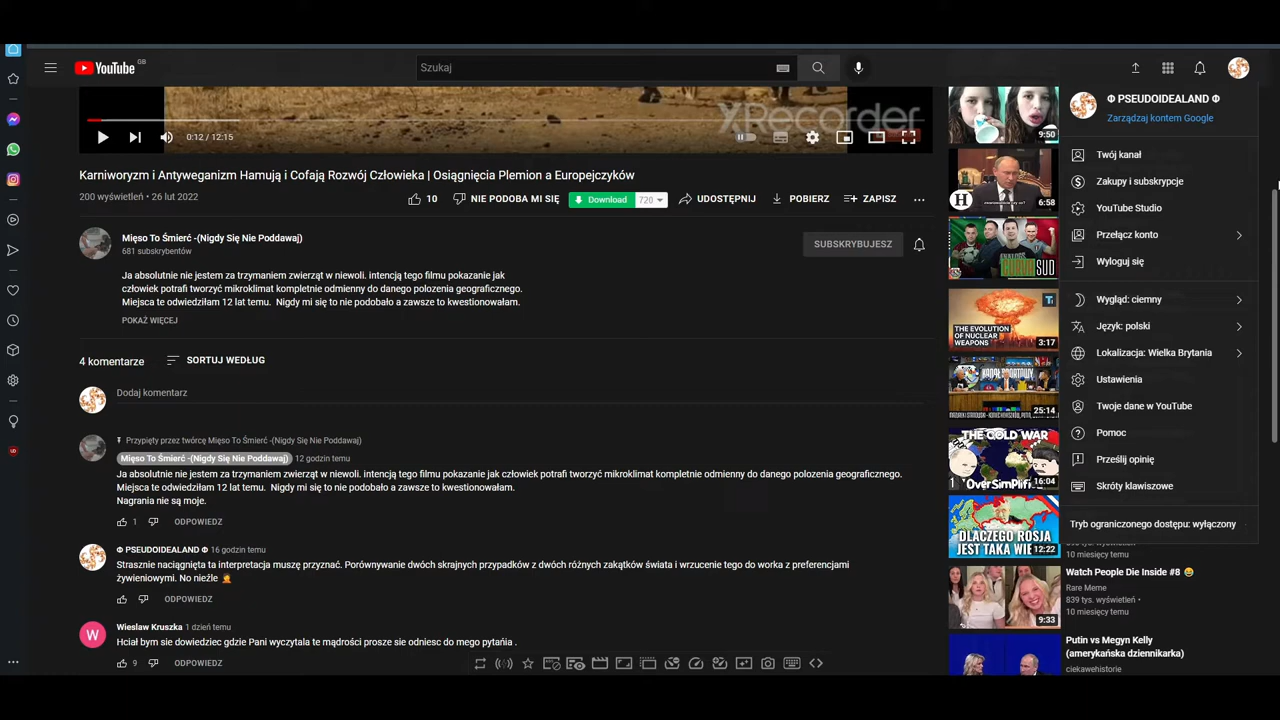 YouTube GB
Szukaj
XRecorder
0:12 / 12:15
Karniworyzm i Antyweganizm Hamują i Cofają Rozwój Człowieka | Osiągnięcia Plemion a Europejczyków
200 wyświetleń • 26 lut 2022
10 NIE PODOBA MI SIĘ Download 720 UDOSTĘPNIJ POBIERZ ZAPISZ
Mięso To Śmierć -(Nigdy Się Nie Poddawaj)
681 subskrybentów
SUBSKRYBUJESZ
Ja absolutnie nie jestem za trzymaniem zwierząt w niewoli. intencją tego filmu pokazanie jak
człowiek potrafi tworzyć mikroklimat kompletnie odmienny do danego polozenia geograficznego.
Miejsca te odwiedziłam 12 lat temu. Nigdy mi się to nie podobało a zawsze to kwestionowałam.
POKAŻ WIĘCEJ
4 komentarze SORTUJ WEDŁUG
Dodaj komentarz
Przypięty przez twórcę Mięso To Śmierć -(Nigdy Się Nie Poddawaj)
Mięso To Śmierć -(Nigdy Się Nie Poddawaj) 12 godzin temu
Ja absolutnie nie jestem za trzymaniem zwierząt w niewoli. intencją tego filmu pokazanie jak człowiek potrafi tworzyć mikroklimat kompletnie odmienny do danego polozenia geograficznego.
Miejsca te odwiedziłam 12 lat temu. Nigdy mi się to nie podobało a zawsze to kwestionowałam.
Nagrania nie są moje.
1 ODPOWIEDZ
Φ PSEUDOIDEALAND Φ 16 godzin temu
Strasznie naciągnięta ta interpretacja muszę przyznać. Porównywanie dwóch skrajnych przypadków z dwóch różnych zakątków świata i wrzucenie tego do worka z preferencjami
żywieniowymi. No nieźle 🤦
ODPOWIEDZ
W
Wieslaw Kruszka 1 dzień temu
Hciał bym sie dowiedziec gdzie Pani wyczytala te mądrości prosze sie odniesc do mego pytańia .
9 ODPOWIEDZ
9:50
H
6:58
THE EVOLUTION
OF NUCLEAR
WEAPONS
3:17
25:14
THE COLD WAR
OverSimplified
16:04
DLACZEGO ROSJA
JEST TAKA WIE
12:22
10 miesięcy temu
Watch People Die Inside #8 😄
Rare Meme
839 tys. wyświetleń •
10 miesięcy temu
9:33
Putin vs Megyn Kelly
(amerykańska dziennikarka)
ciekawehistorie
Φ PSEUDOIDEALAND Φ
Zarządzaj kontem Google
Twój kanał
Zakupy i subskrypcje
YouTube Studio
Przełącz konto
Wyloguj się
Wygląd: ciemny
Język: polski
Lokalizacja: Wielka Brytania
Ustawienia
Twoje dane w YouTube
Pomoc
Prześlij opinię
Skróty klawiszowe
Tryb ograniczonego dostępu: wyłączony